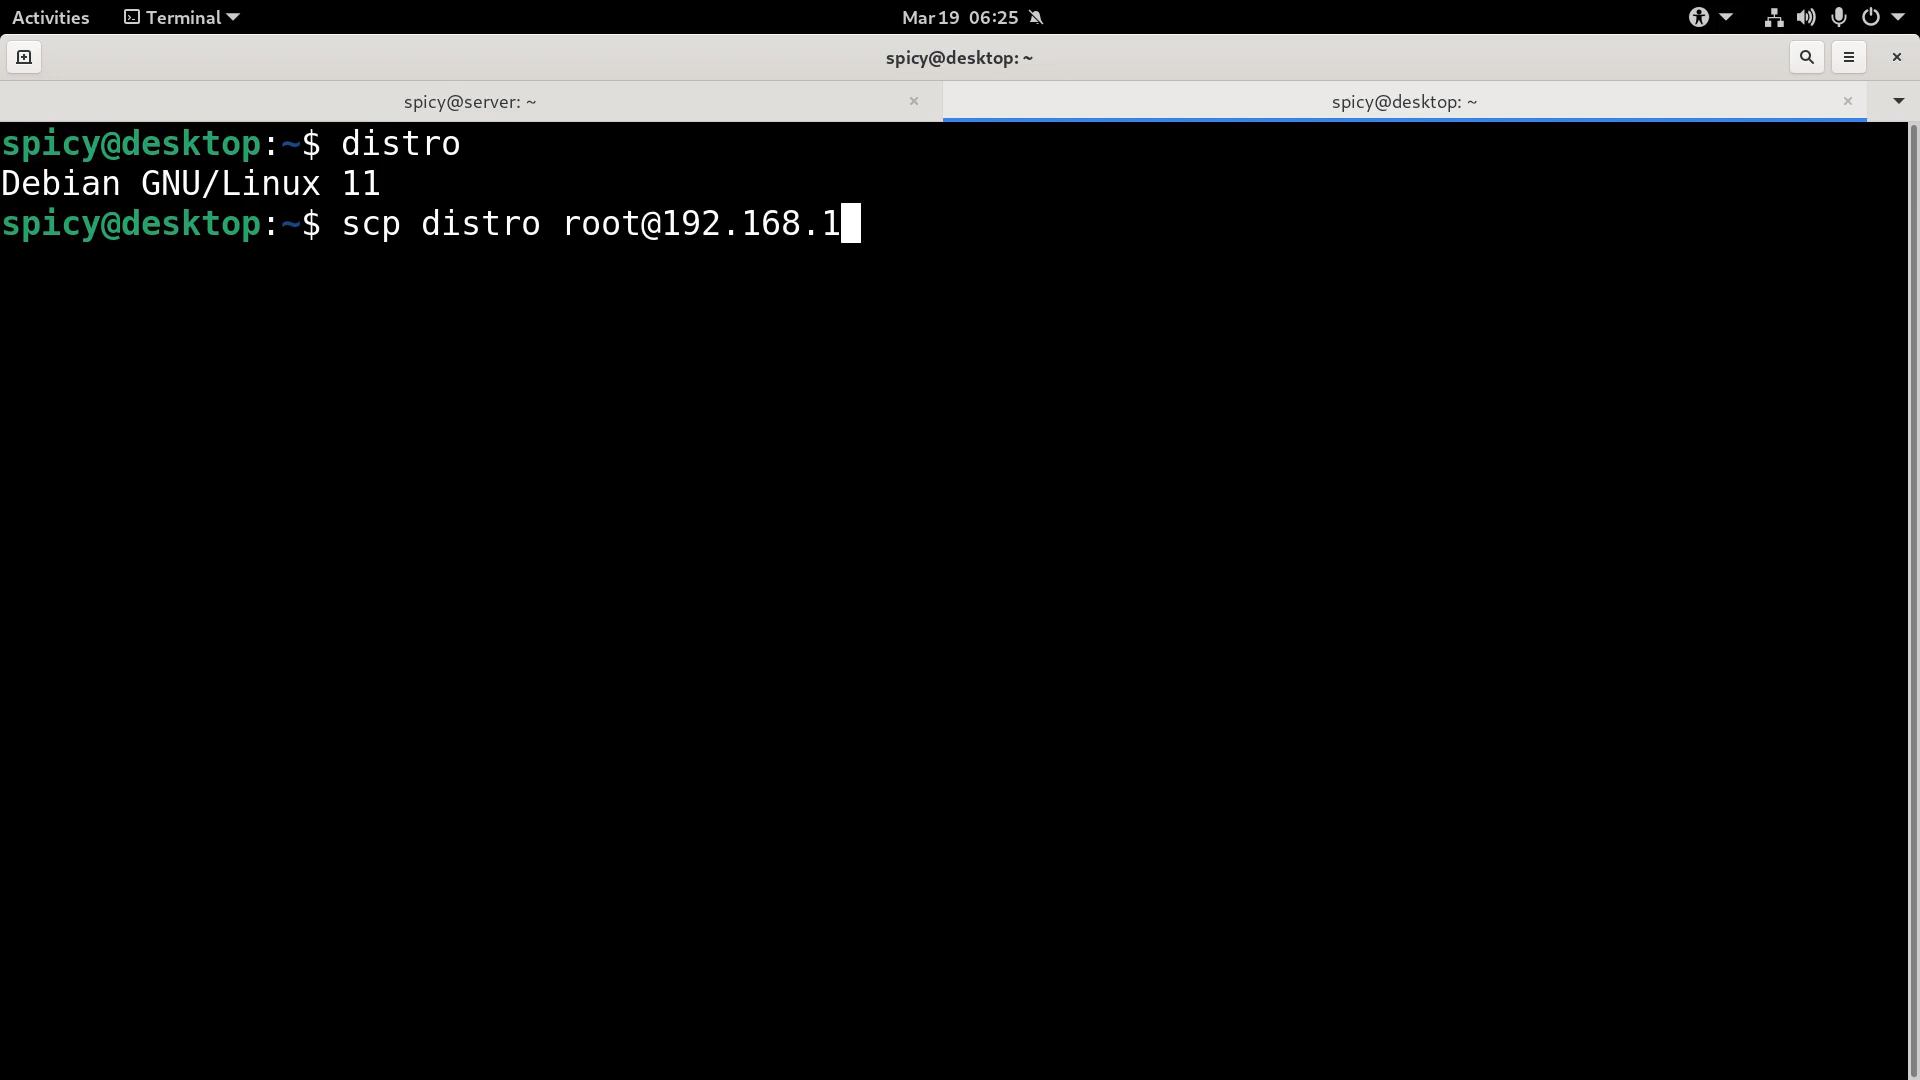 Activities Terminal Mar 19 06:25
spicy@desktop: ~
spicy@server: ~ spicy@desktop: ~
spicy@desktop:~$ distro
Debian GNU/Linux 11
spicy@desktop:~$ scp distro root@192.168.1